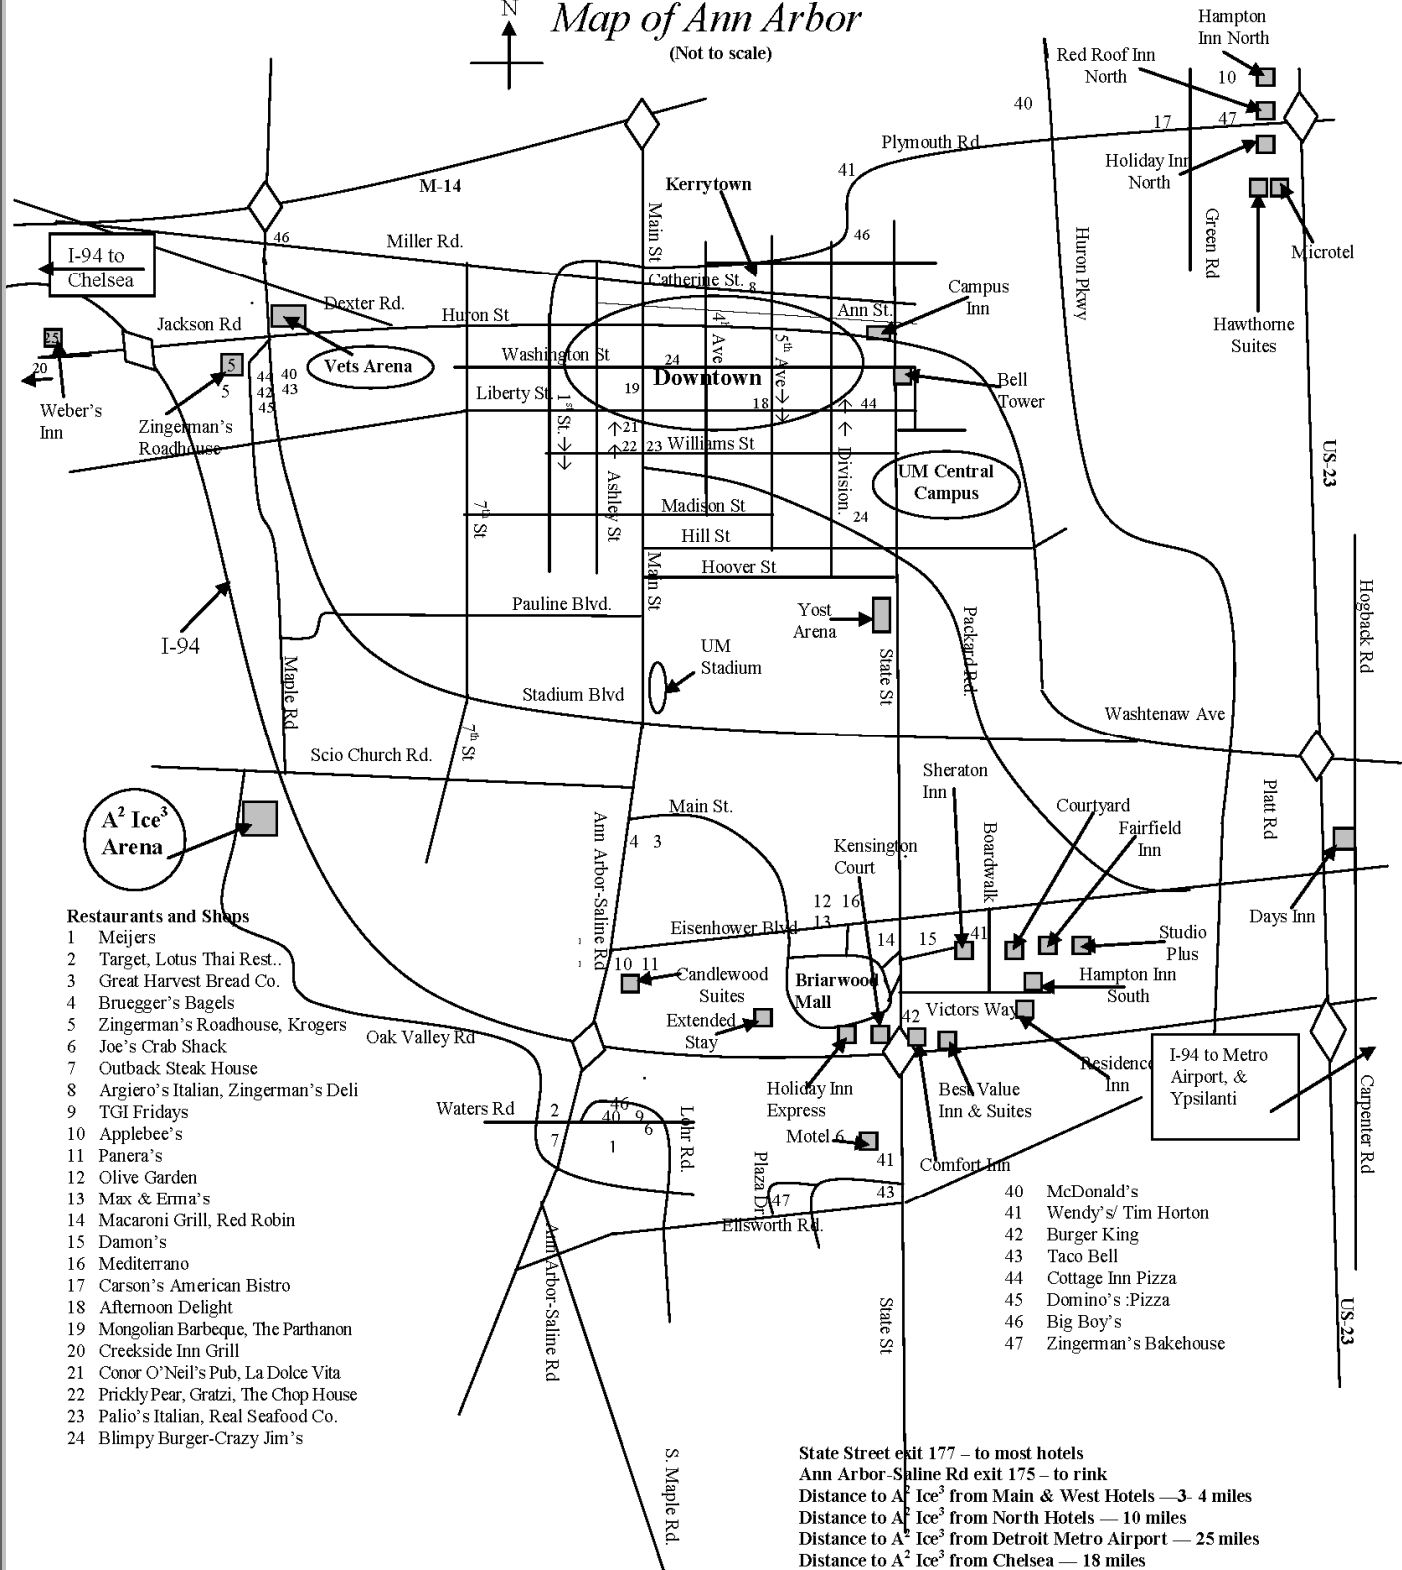 N
Map of Ann Arbor
(Not to scale)
Hampton
Inn North
Red Roof Inn
North
10
40
17
47
Plymouth Rd
41
Holiday Inn
North
M-14
Kerrytown
Main St
46
Miller Rd.
46
Green Rd
Huron Pkwy
Microtel
I-94 to
Chelsea
Catherine St.
8
Campus
Inn
Dexter Rd.
Jackson Rd
Huron St
Ann St.
4th Ave
5th Ave
Hawthorne
Suites
25
Washington St
24
Vets Arena
5
20
5
44
40
42
43
45
Downtown
Bell
Tower
Liberty St.
19
18
44
1st St.
Weber's
Inn
Zingerman's
Roadhouse
21
22
23
Williams St
Division.
UM Central
Campus
US-23
Ashley St
7th St
Madison St
24
Hill St
Hoover St
Main St
Pauline Blvd.
Yost
Arena
Packard Rd.
Hogback Rd
I-94
UM
Stadium
Maple Rd
State St
Stadium Blvd
Washtenaw Ave
7th St
Scio Church Rd.
Sheraton
Inn
Platt Rd
Courtyard
Fairfield
Inn
A2 Ice3
Arena
Main St.
4
3
Ann Arbor-Saline Rd
Kensington
Court
Boardwalk
12
16
13
Eisenhower Blvd
14
15
41
Days Inn
Studio
Plus
10
11
Candlewood
Suites
Briarwood
Mall
Hampton Inn
South
Extended
Stay
Victors Way
42
Oak Valley Rd
Residence
Inn
I-94 to Metro
Airport, &
Ypsilanti
Holiday Inn
Express
Best Value
Inn & Suites
Carpenter Rd
Waters Rd
2
46
40
9
6
7
1
Lohr Rd.
Motel 6
41
Comfort Inn
Plaza Dr.
47
43
Ellsworth Rd.
Ann Arbor-Saline Rd
State St
US-23
S. Maple Rd.
Restaurants and Shops
1 Meijers
2 Target, Lotus Thai Rest..
3 Great Harvest Bread Co.
4 Bruegger's Bagels
5 Zingerman's Roadhouse, Krogers
6 Joe's Crab Shack
7 Outback Steak House
8 Argiero's Italian, Zingerman's Deli
9 TGI Fridays
10 Applebee's
11 Panera's
12 Olive Garden
13 Max & Erma's
14 Macaroni Grill, Red Robin
15 Damon's
16 Mediterrano
17 Carson's American Bistro
18 Afternoon Delight
19 Mongolian Barbeque, The Parthanon
20 Creekside Inn Grill
21 Conor O'Neil's Pub, La Dolce Vita
22 Prickly Pear, Gratzi, The Chop House
23 Palio's Italian, Real Seafood Co.
24 Blimpy Burger-Crazy Jim's
40 McDonald's
41 Wendy's/ Tim Horton
42 Burger King
43 Taco Bell
44 Cottage Inn Pizza
45 Domino's :Pizza
46 Big Boy's
47 Zingerman's Bakehouse
State Street exit 177 – to most hotels
Ann Arbor-Saline Rd exit 175 – to rink
Distance to A2 Ice3 from Main & West Hotels —3- 4 miles
Distance to A2 Ice3 from North Hotels — 10 miles
Distance to A2 Ice3 from Detroit Metro Airport — 25 miles
Distance to A2 Ice3 from Chelsea — 18 miles